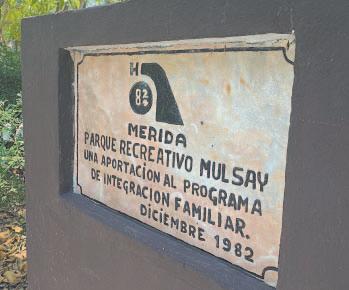 H
82
MERIDA
PARQUE RECREATIVO MULSAY
UNA APORTACION AL PROGRAMA
DE INTEGRACION FAMILIAR.
DICIEMBRE 1982